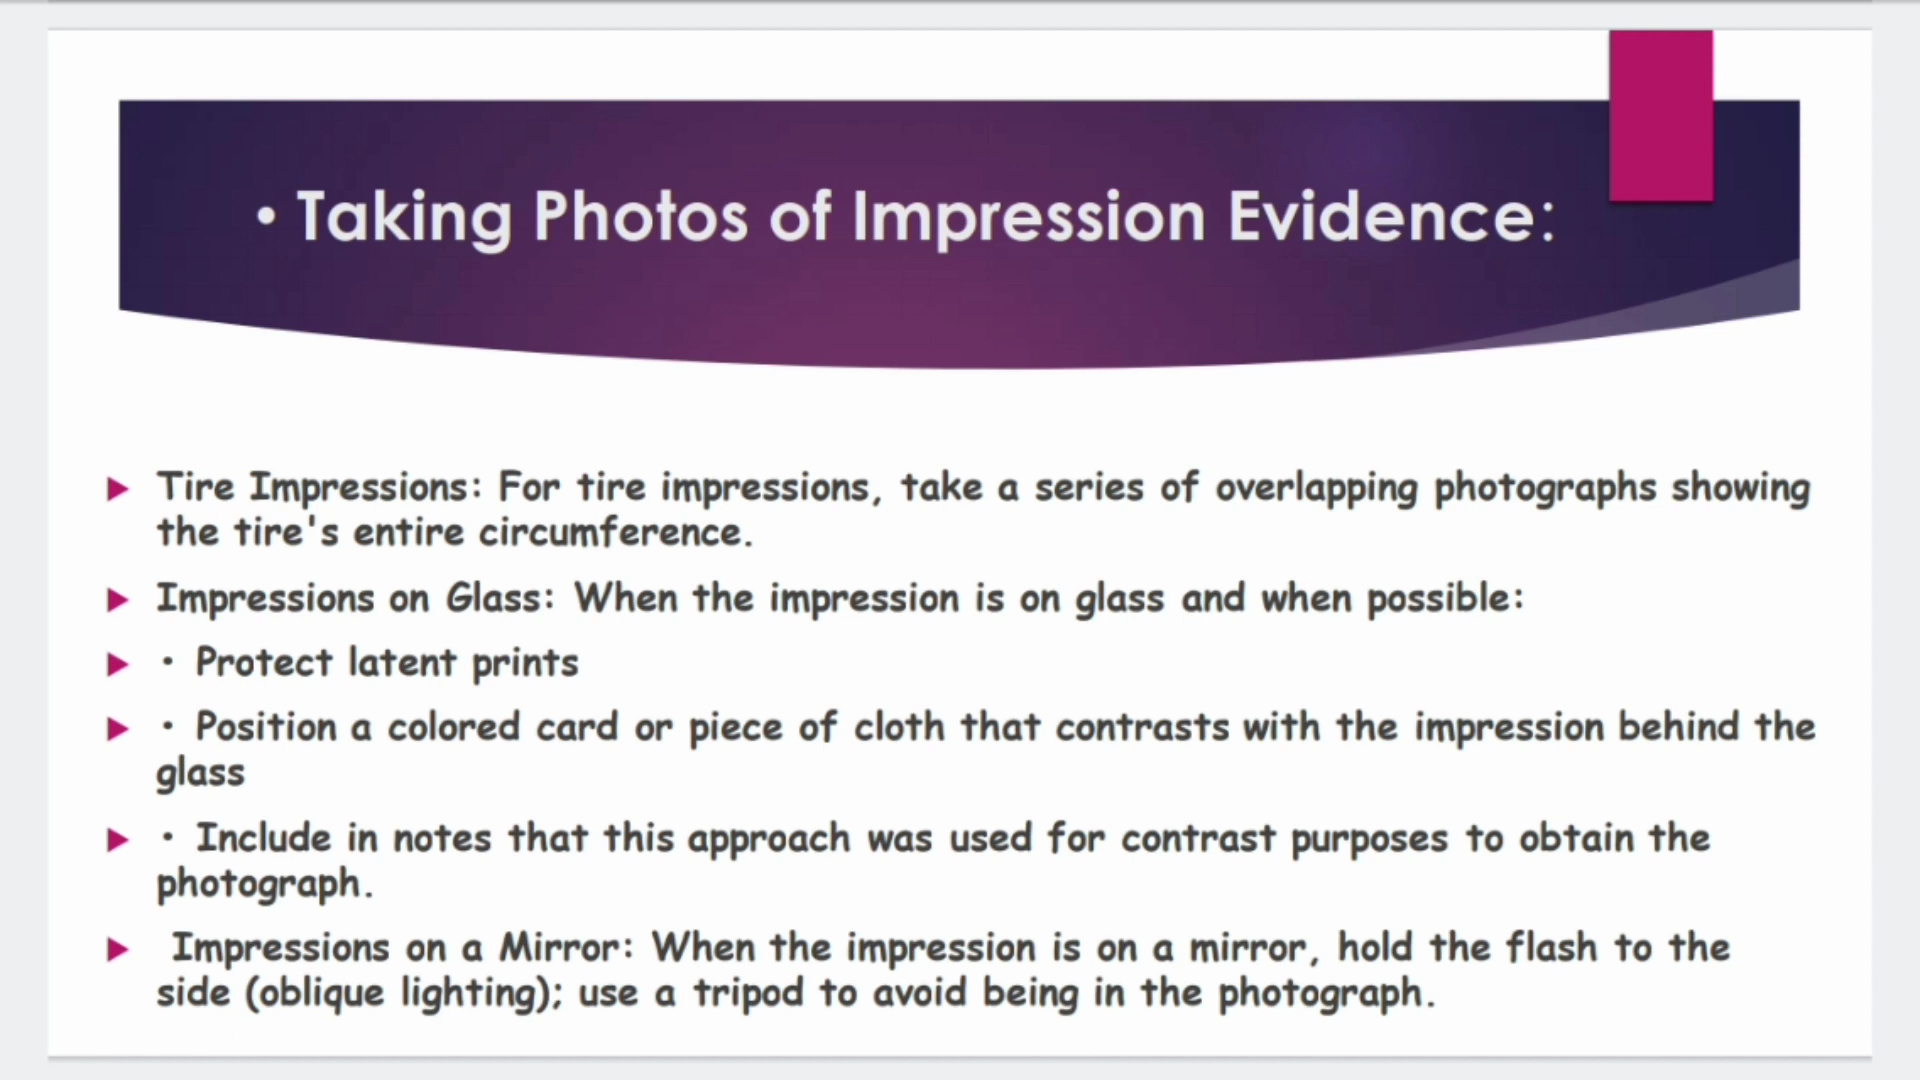 • Taking Photos of Impression Evidence:
Tire Impressions: For tire impressions, take a series of overlapping photographs showing
the tire's entire circumference.
Impressions on Glass: When the impression is on glass and when possible:
• Protect latent prints
• Position a colored card or piece of cloth that contrasts with the impression behind the
glass
• Include in notes that this approach was used for contrast purposes to obtain the
photograph.
Impressions on a Mirror: When the impression is on a mirror, hold the flash to the
side (oblique lighting); use a tripod to avoid being in the photograph.